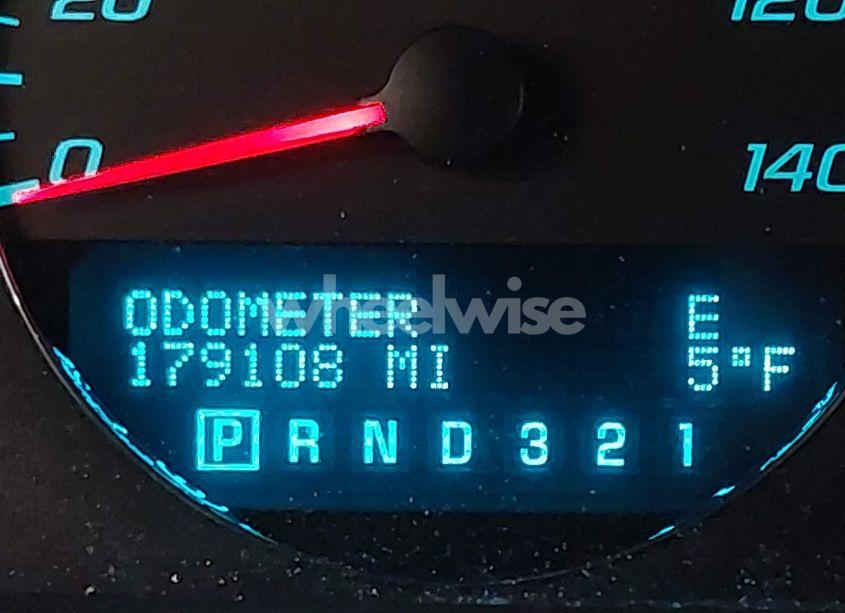 20
120
0
140
ODOMETER E
179108 MI 5°F
P R N D 3 2 1
wheelwise